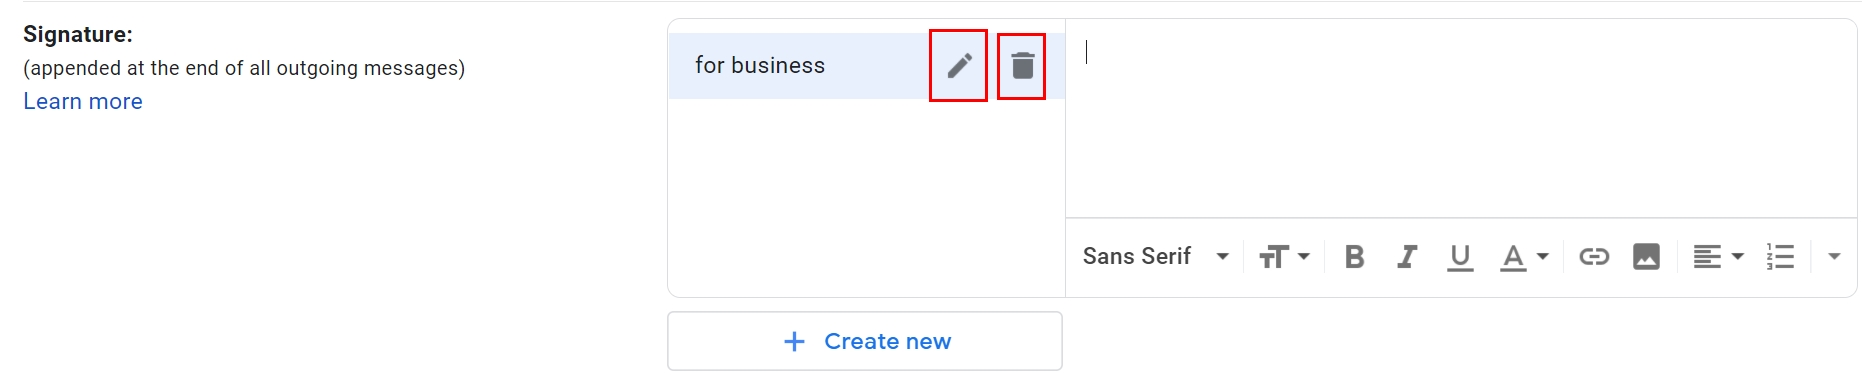 Signature:
(appended at the end of all outgoing messages)
Learn more
for business
Sans Serif
Create new